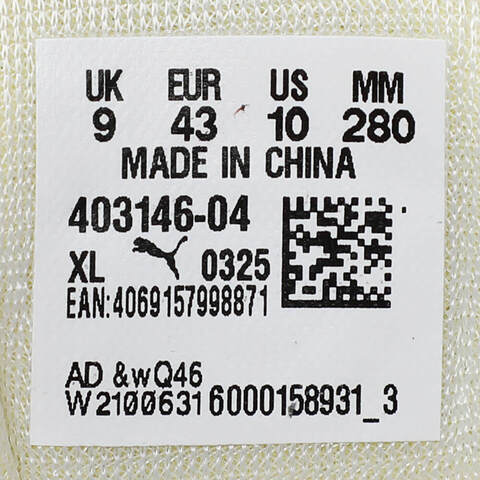 UK EUR US MM
9 43 10 280
MADE IN CHINA
403146-04
XL 0325
EAN:4069157998871
AD &wQ46
W2100631 6000158931_3